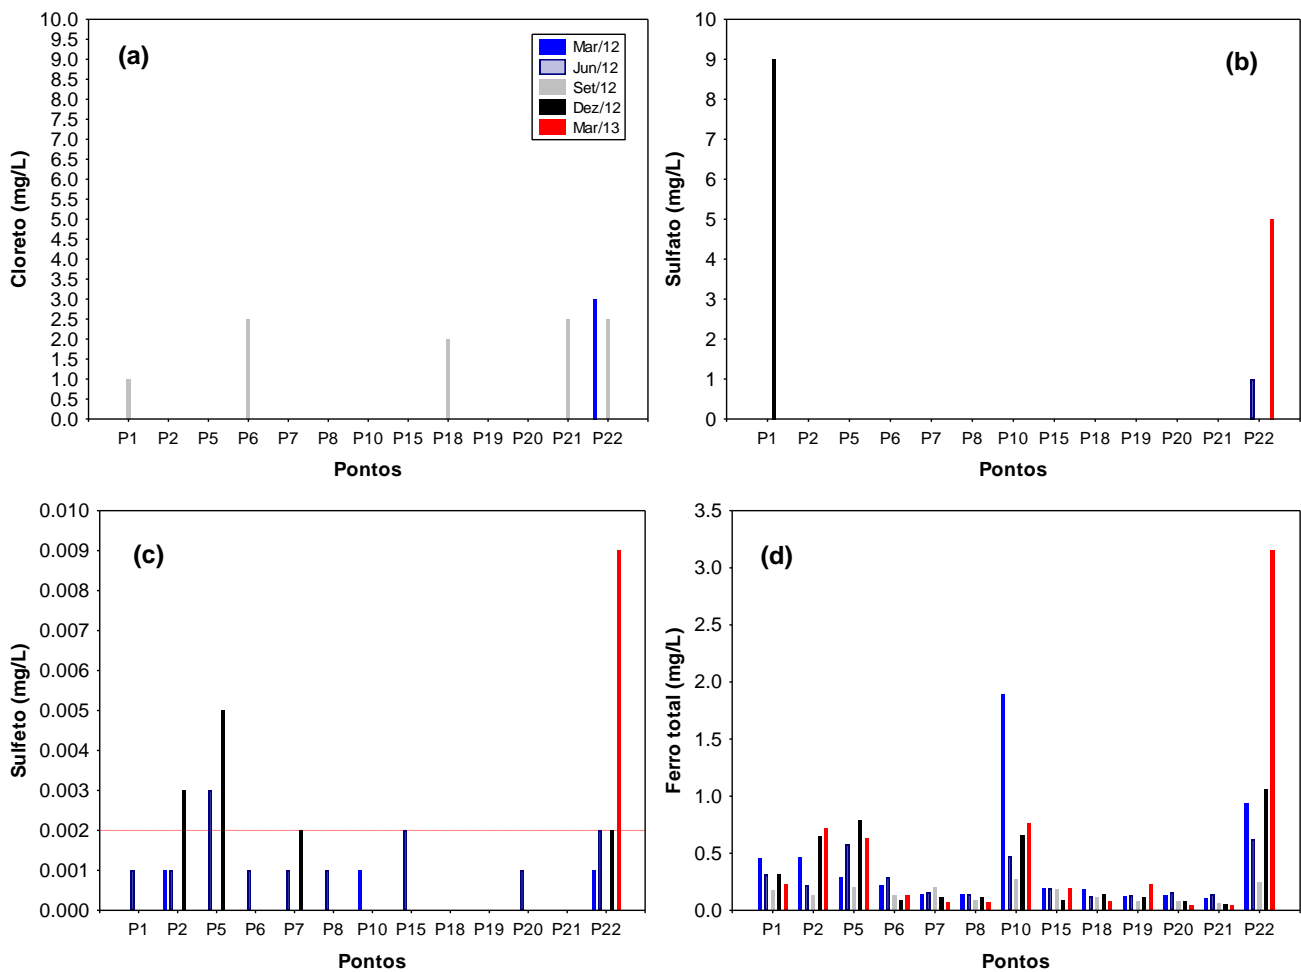 (a)
Cloreto (mg/L)
10.0
9.5
9.0
8.5
8.0
7.5
7.0
6.5
6.0
5.5
5.0
4.5
4.0
3.5
3.0
2.5
2.0
1.5
1.0
0.5
0.0
Mar/12
Jun/12
Set/12
Dez/12
Mar/13
P1 P2 P5 P6 P7 P8 P10 P15 P18 P19 P20 P21 P22
Pontos
(b)
Sulfato (mg/L)
10
9
8
7
6
5
4
3
2
1
0
P1 P2 P5 P6 P7 P8 P10 P15 P18 P19 P20 P21 P22
Pontos
(c)
Sulfeto (mg/L)
0.010
0.009
0.008
0.007
0.006
0.005
0.004
0.003
0.002
0.001
0.000
P1 P2 P5 P6 P7 P8 P10 P15 P18 P19 P20 P21 P22
Pontos
(d)
Ferro total (mg/L)
3.5
3.0
2.5
2.0
1.5
1.0
0.5
0.0
P1 P2 P5 P6 P7 P8 P10 P15 P18 P19 P20 P21 P22
Pontos